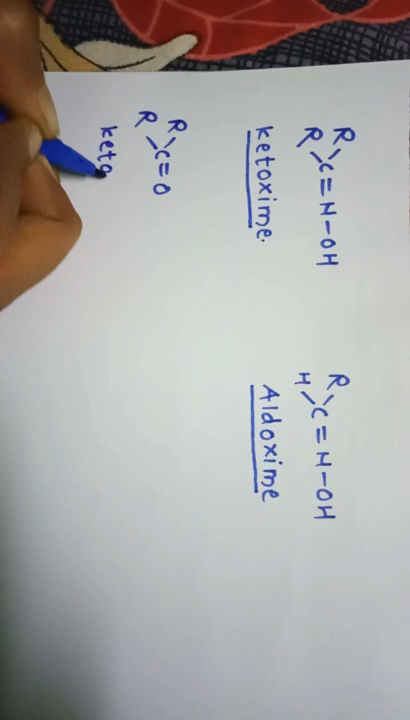 R R C=N-OH
ketoxime.
R H C=N-OH
Aldoxime
R R C=O
keto